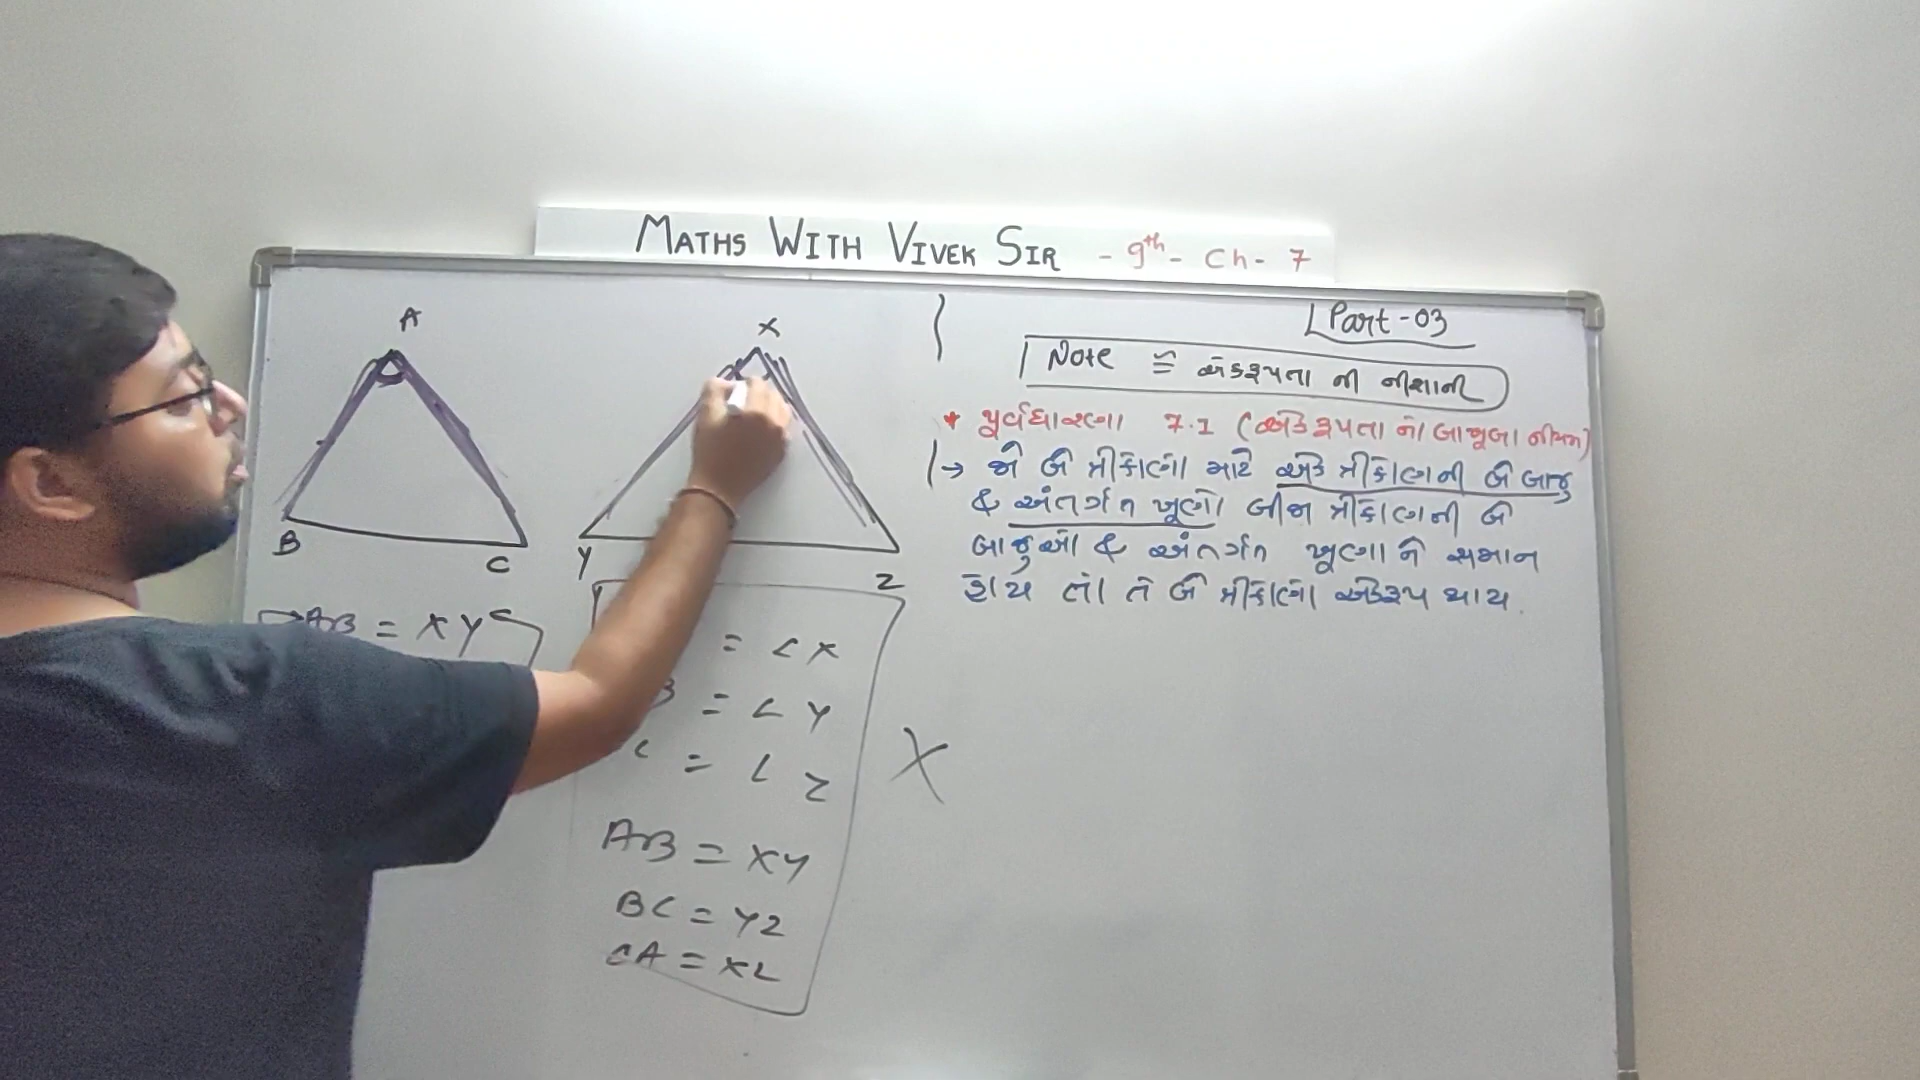 MATHS WITH VIVEK SIR - 9th - Ch - 7
Part - 03
Note ≅ એકરૂપતા ની નીશાની
* પૂર્વધારણા 7.1 (એકરૂપતા નો બાખૂબા નીયમ)
→ જો બે ત્રીકોણો માટે એક ત્રીકોણની બે બાજુ
& અંતર્ગત ખૂણો બીજા ત્રીકોણની બે
બાજુઓ & અંતર્ગત ખૂણા ને સમાન
હોય તો તે બે ત્રીકોણો એકરૂપ થાય.
A
B
C
X
Y
Z
AB = XY
= ∠X
B = ∠Y
= ∠Z
AB = XY
BC = YZ
CA = XZ
X